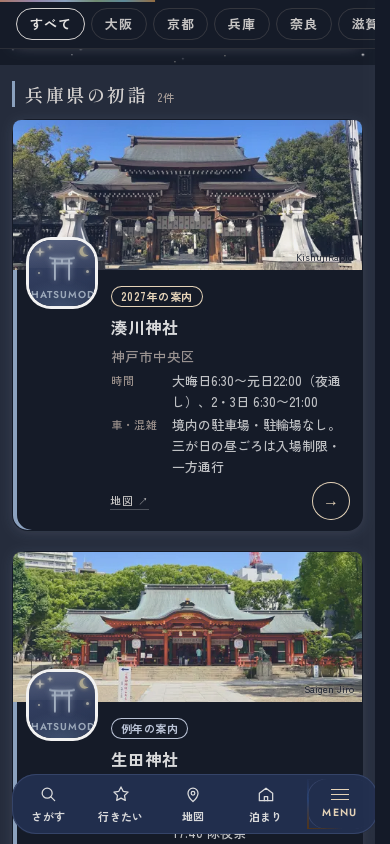 すべて 大阪 京都 兵庫 奈良 滋賀
兵庫県の初詣 2件
Kishujika
HATSUMOD
2027年の案内
湊川神社
神戸市中央区
時間 大晦日6:30〜元日22:00（夜通
し）、2・3日 6:30〜21:00
車・混雑 境内の駐車場・駐輪場なし。
三が日の昼ごろは入場制限・
一方通行
地図 ↗ →
Saigen Jiro
HATSUMOD
例年の案内
生田神社
さがす 行きたい 地図 泊まり MENU